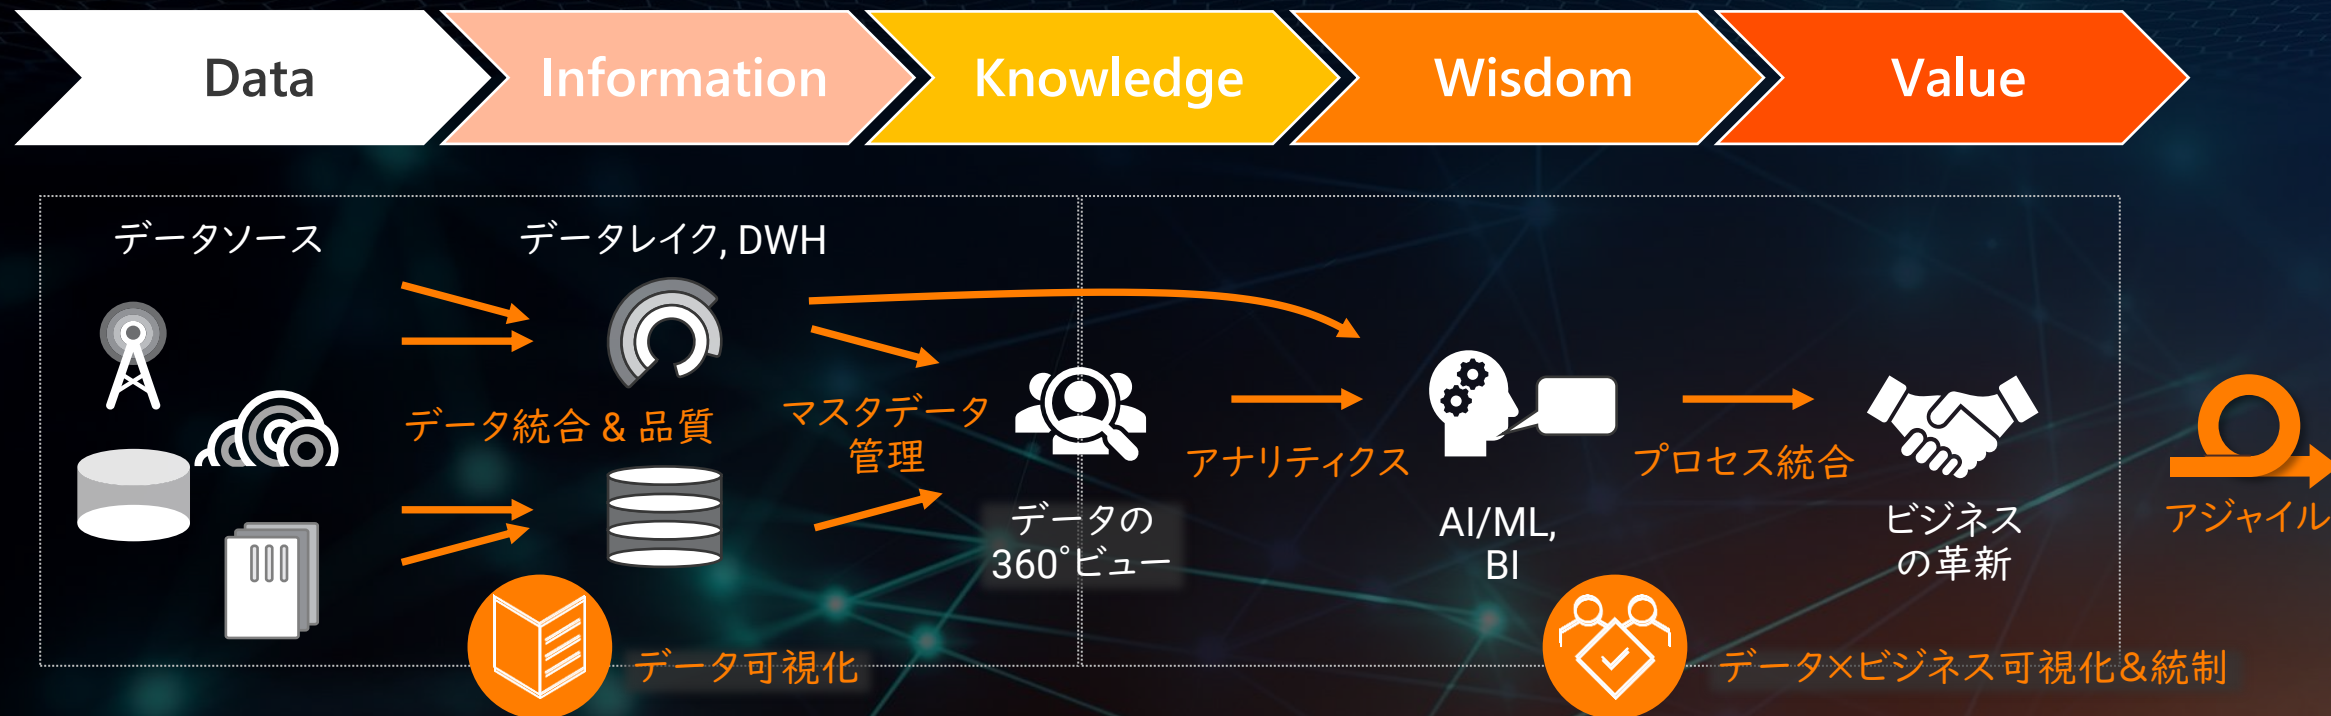 Data
Information
Knowledge
Wisdom
Value
データソース
データレイク, DWH
データ統合 & 品質
マスタデータ
管理
データの
360°ビュー
アナリティクス
AI/ML,
BI
プロセス統合
ビジネス
の革新
アジャイル
データ可視化
データ×ビジネス可視化&統制